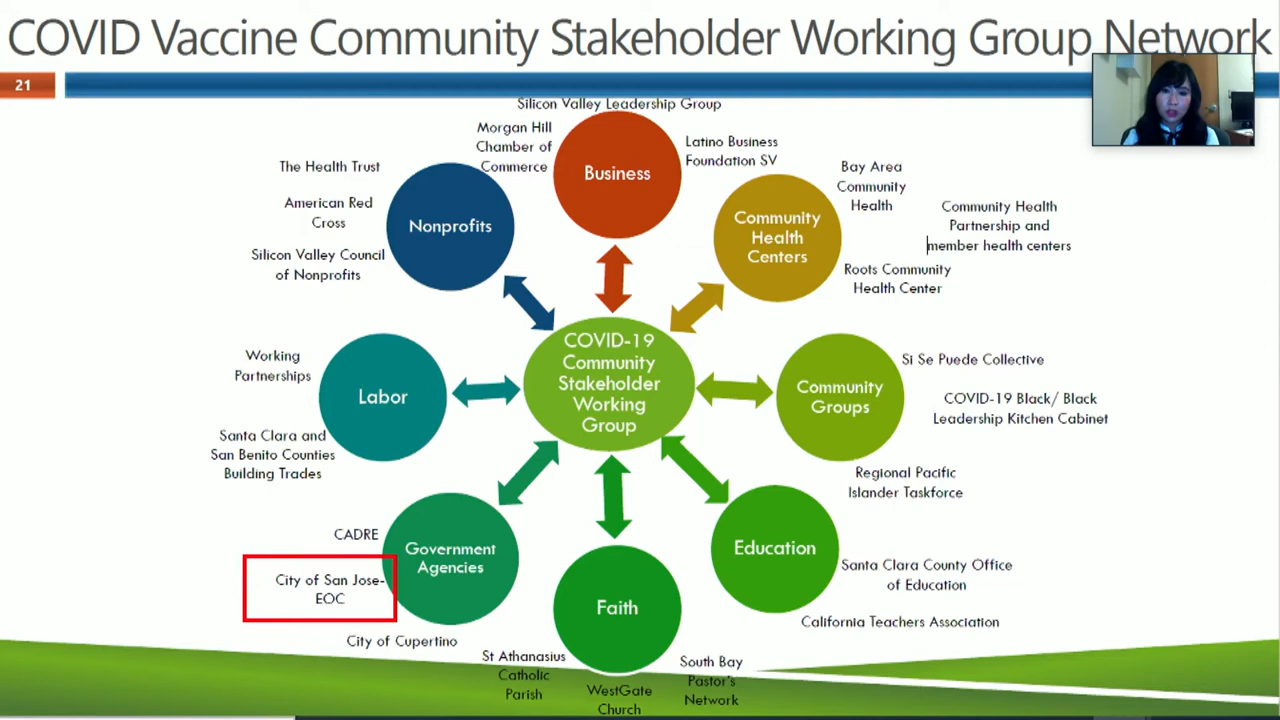 COVID Vaccine Community Stakeholder Working Group Network
21
Silicon Valley Leadership Group
Morgan Hill
Chamber of
Commerce
Business
Latino Business
Foundation SV
The Health Trust
American Red
Cross
Silicon Valley Council
of Nonprofits
Nonprofits
Community
Health
Centers
Bay Area
Community
Health
Community Health
Partnership and
member health centers
Roots Community
Health Center
COVID-19
Community
Stakeholder
Working
Group
Working
Partnerships
Labor
Santa Clara and
San Benito Counties
Building Trades
Community
Groups
Si Se Puede Collective
COVID-19 Black/ Black
Leadership Kitchen Cabinet
Regional Pacific
Islander Taskforce
CADRE
City of San Jose-
EOC
City of Cupertino
Government
Agencies
Education
Santa Clara County Office
of Education
California Teachers Association
Faith
St Athanasius
Catholic
Parish
WestGate
Church
South Bay
Pastor's
Network